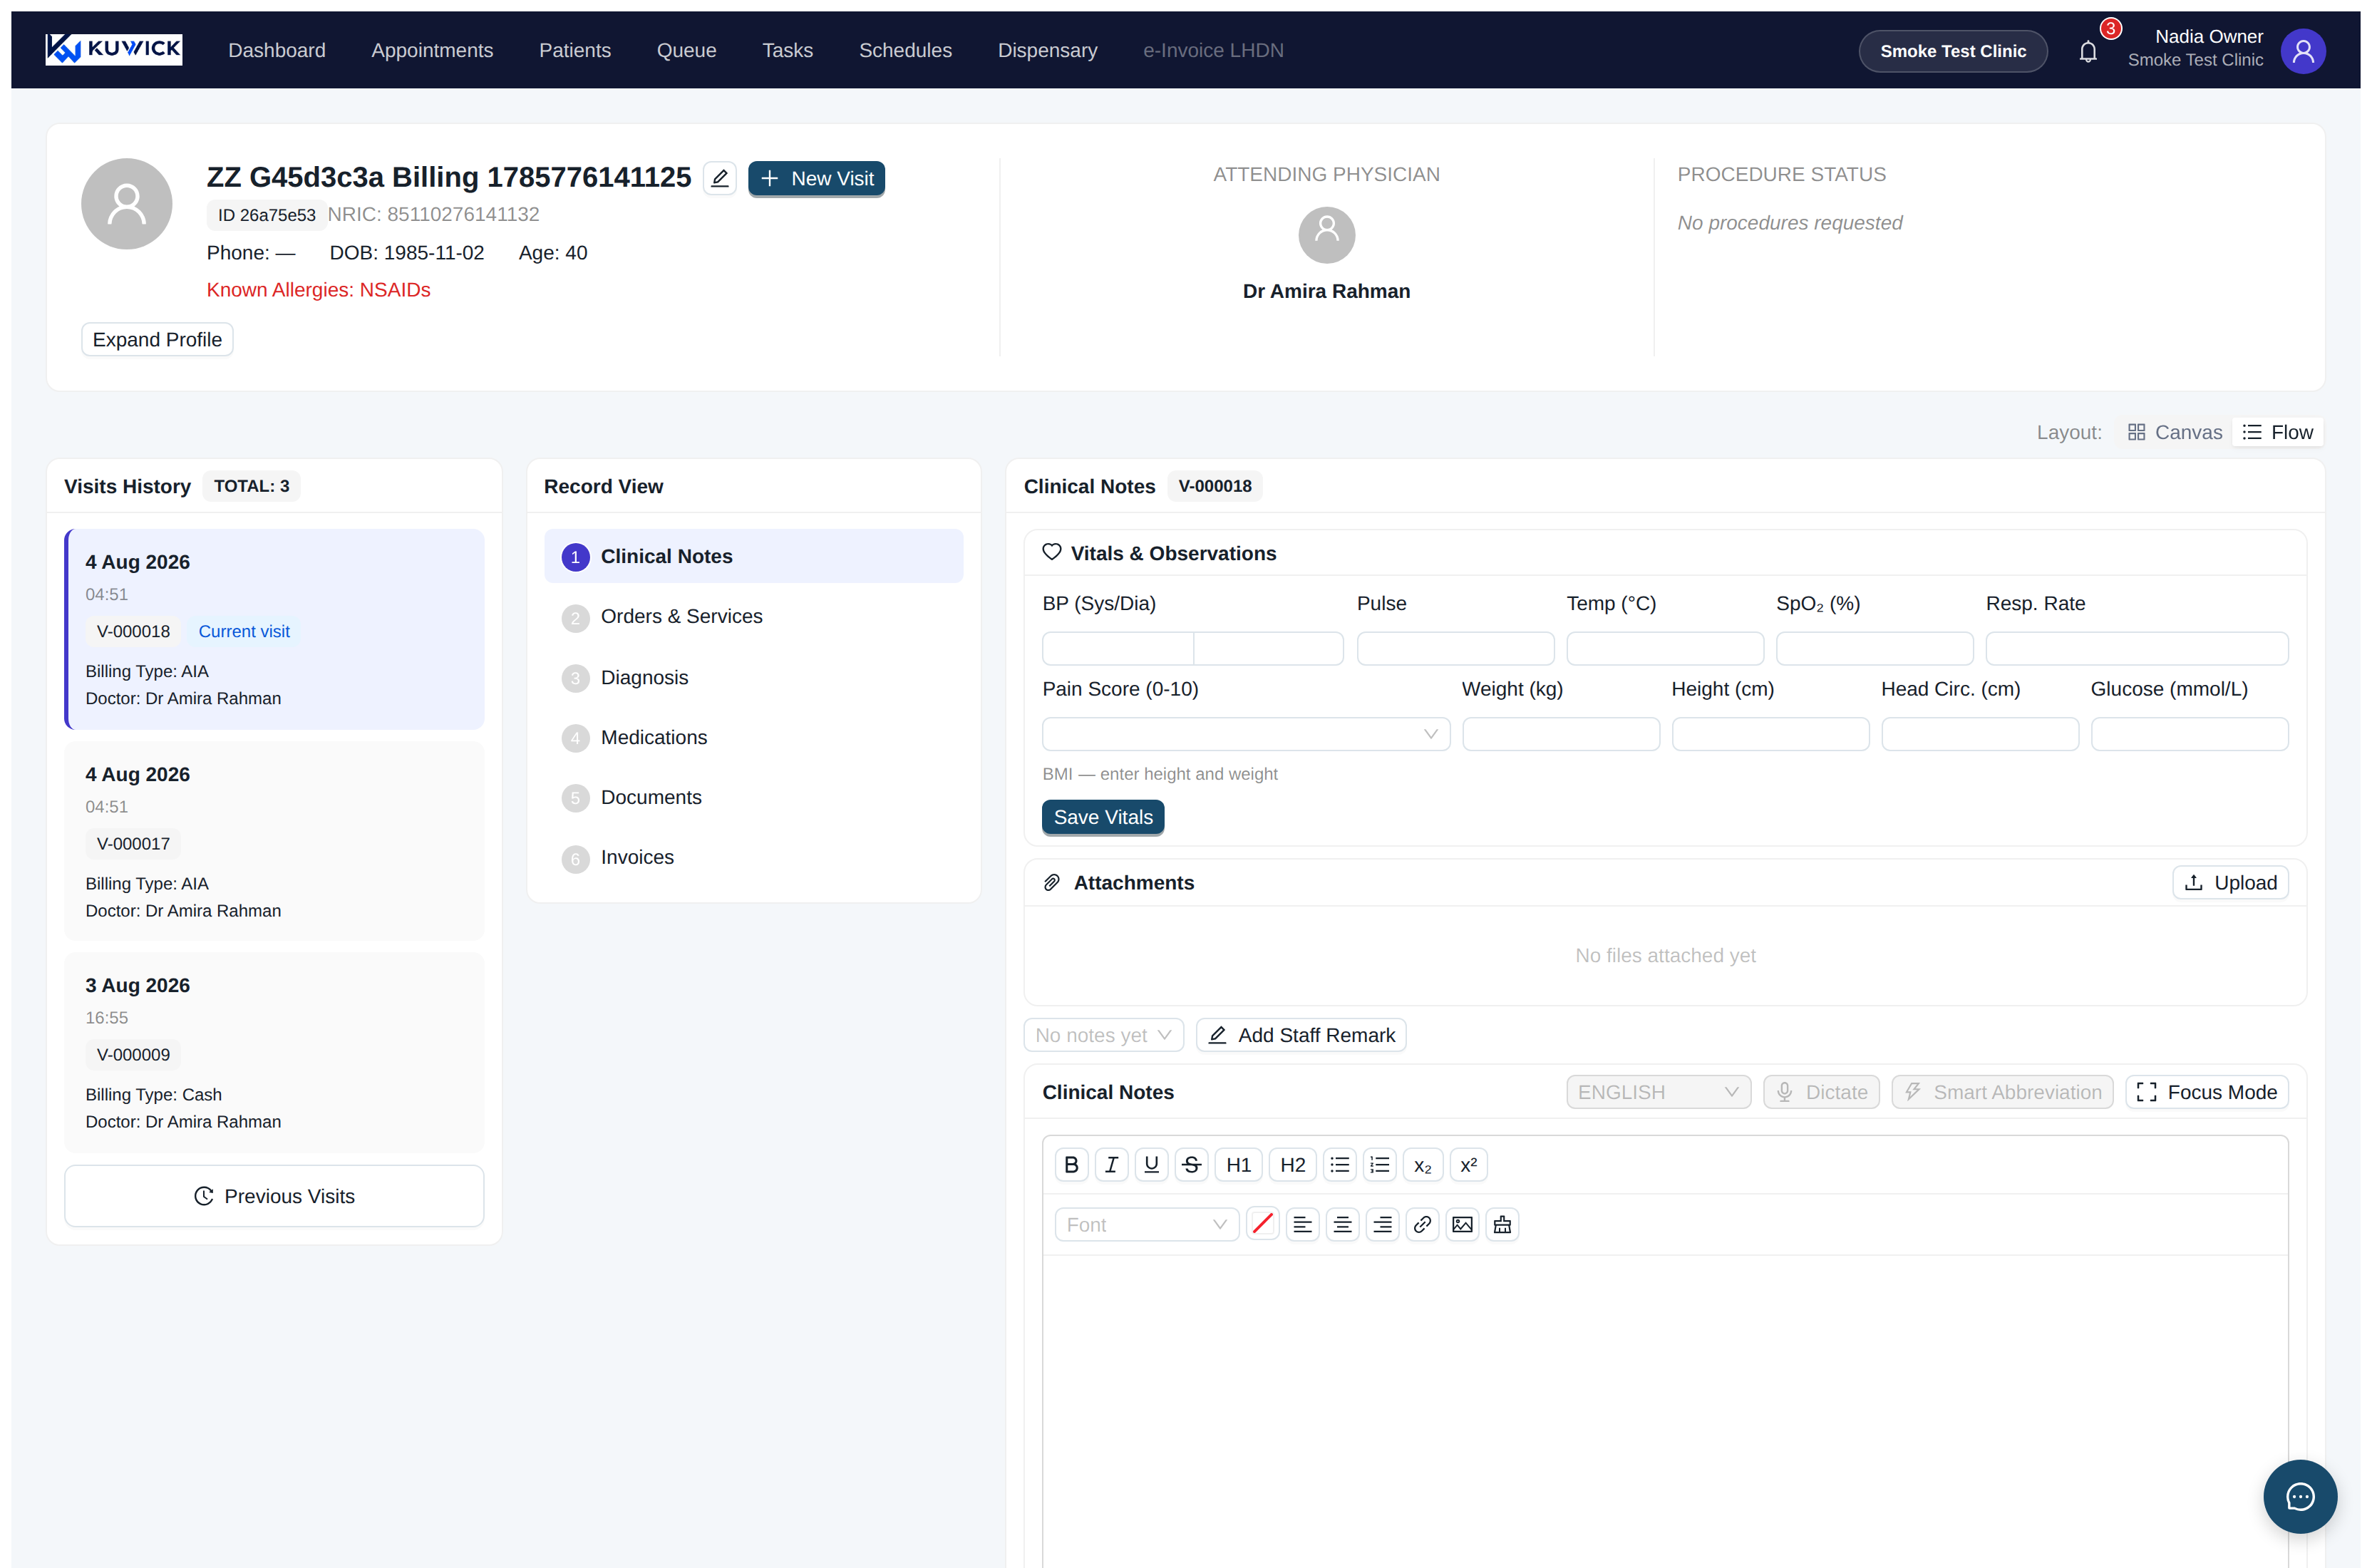 KUWICK
Dashboard
Appointments
Patients
Queue
Tasks
Schedules
Dispensary
e-Invoice LHDN
Smoke Test Clinic
3
Nadia Owner
Smoke Test Clinic
ZZ G45d3c3a Billing 1785776141125
New Visit
ID 26a75e53 NRIC: 85110276141132
Phone: — DOB: 1985-11-02 Age: 40
Known Allergies: NSAIDs
Expand Profile
ATTENDING PHYSICIAN
Dr Amira Rahman
PROCEDURE STATUS
No procedures requested
Layout: Canvas Flow
Visits History TOTAL: 3
4 Aug 2026
04:51
V-000018 Current visit
Billing Type: AIA
Doctor: Dr Amira Rahman
4 Aug 2026
04:51
V-000017
Billing Type: AIA
Doctor: Dr Amira Rahman
3 Aug 2026
16:55
V-000009
Billing Type: Cash
Doctor: Dr Amira Rahman
Previous Visits
Record View
1 Clinical Notes
2 Orders & Services
3 Diagnosis
4 Medications
5 Documents
6 Invoices
Clinical Notes V-000018
Vitals & Observations
BP (Sys/Dia) Pulse Temp (°C) SpO₂ (%) Resp. Rate
Pain Score (0-10) Weight (kg) Height (cm) Head Circ. (cm) Glucose (mmol/L)
BMI — enter height and weight
Save Vitals
Attachments Upload
No files attached yet
No notes yet Add Staff Remark
Clinical Notes ENGLISH Dictate Smart Abbreviation Focus Mode
B I U S H1 H2 x₂ x²
Font